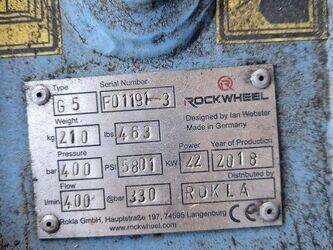 Type Serial Number
G 5 F01191-3 ROCKWHEEL
Weight Designed by Ian Webster
kg 210 lbs 463 Made in Germany
Pressure Power Year of Production
bar 400 PSI 5801 KW 22 2018
Flow Distributed by
l/min 400 @bar 330 ROKLA
Rokla GmbH, Hauptstraße 197, 74595 Langenburg
www.rockwheel.com